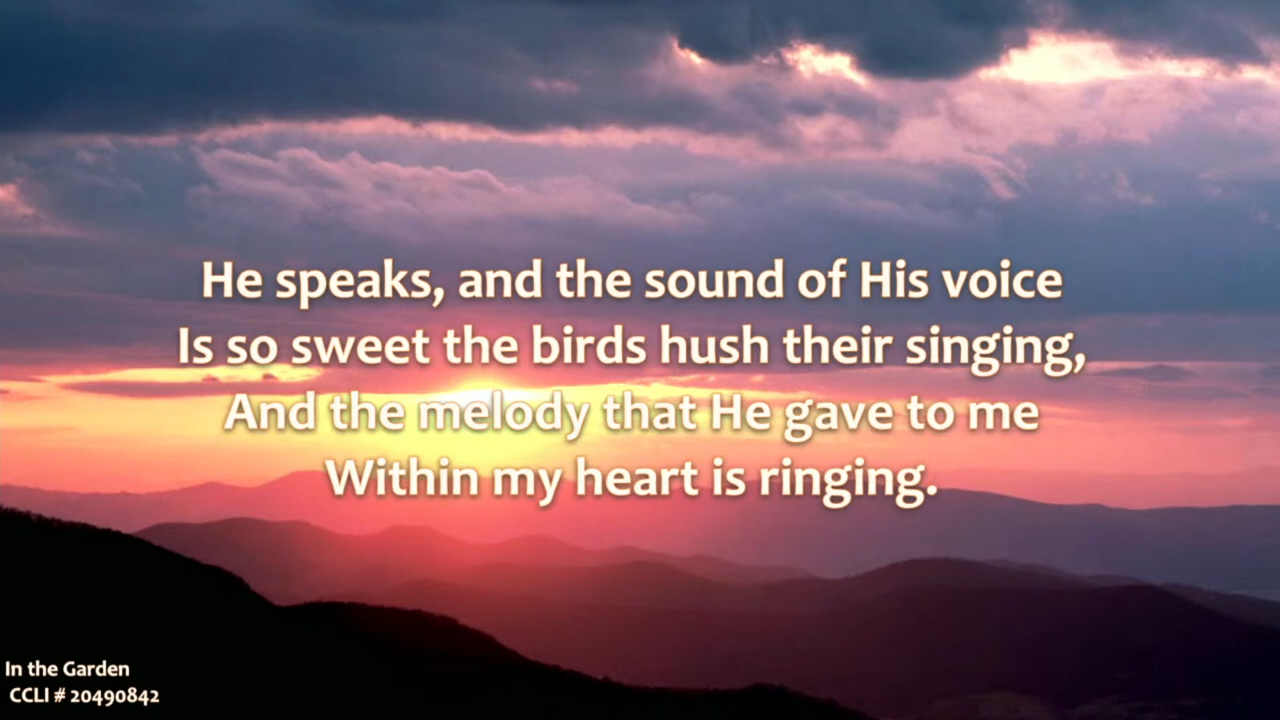 He speaks, and the sound of His voice
Is so sweet the birds hush their singing,
And the melody that He gave to me
Within my heart is ringing.
In the Garden
CCLI # 20490842